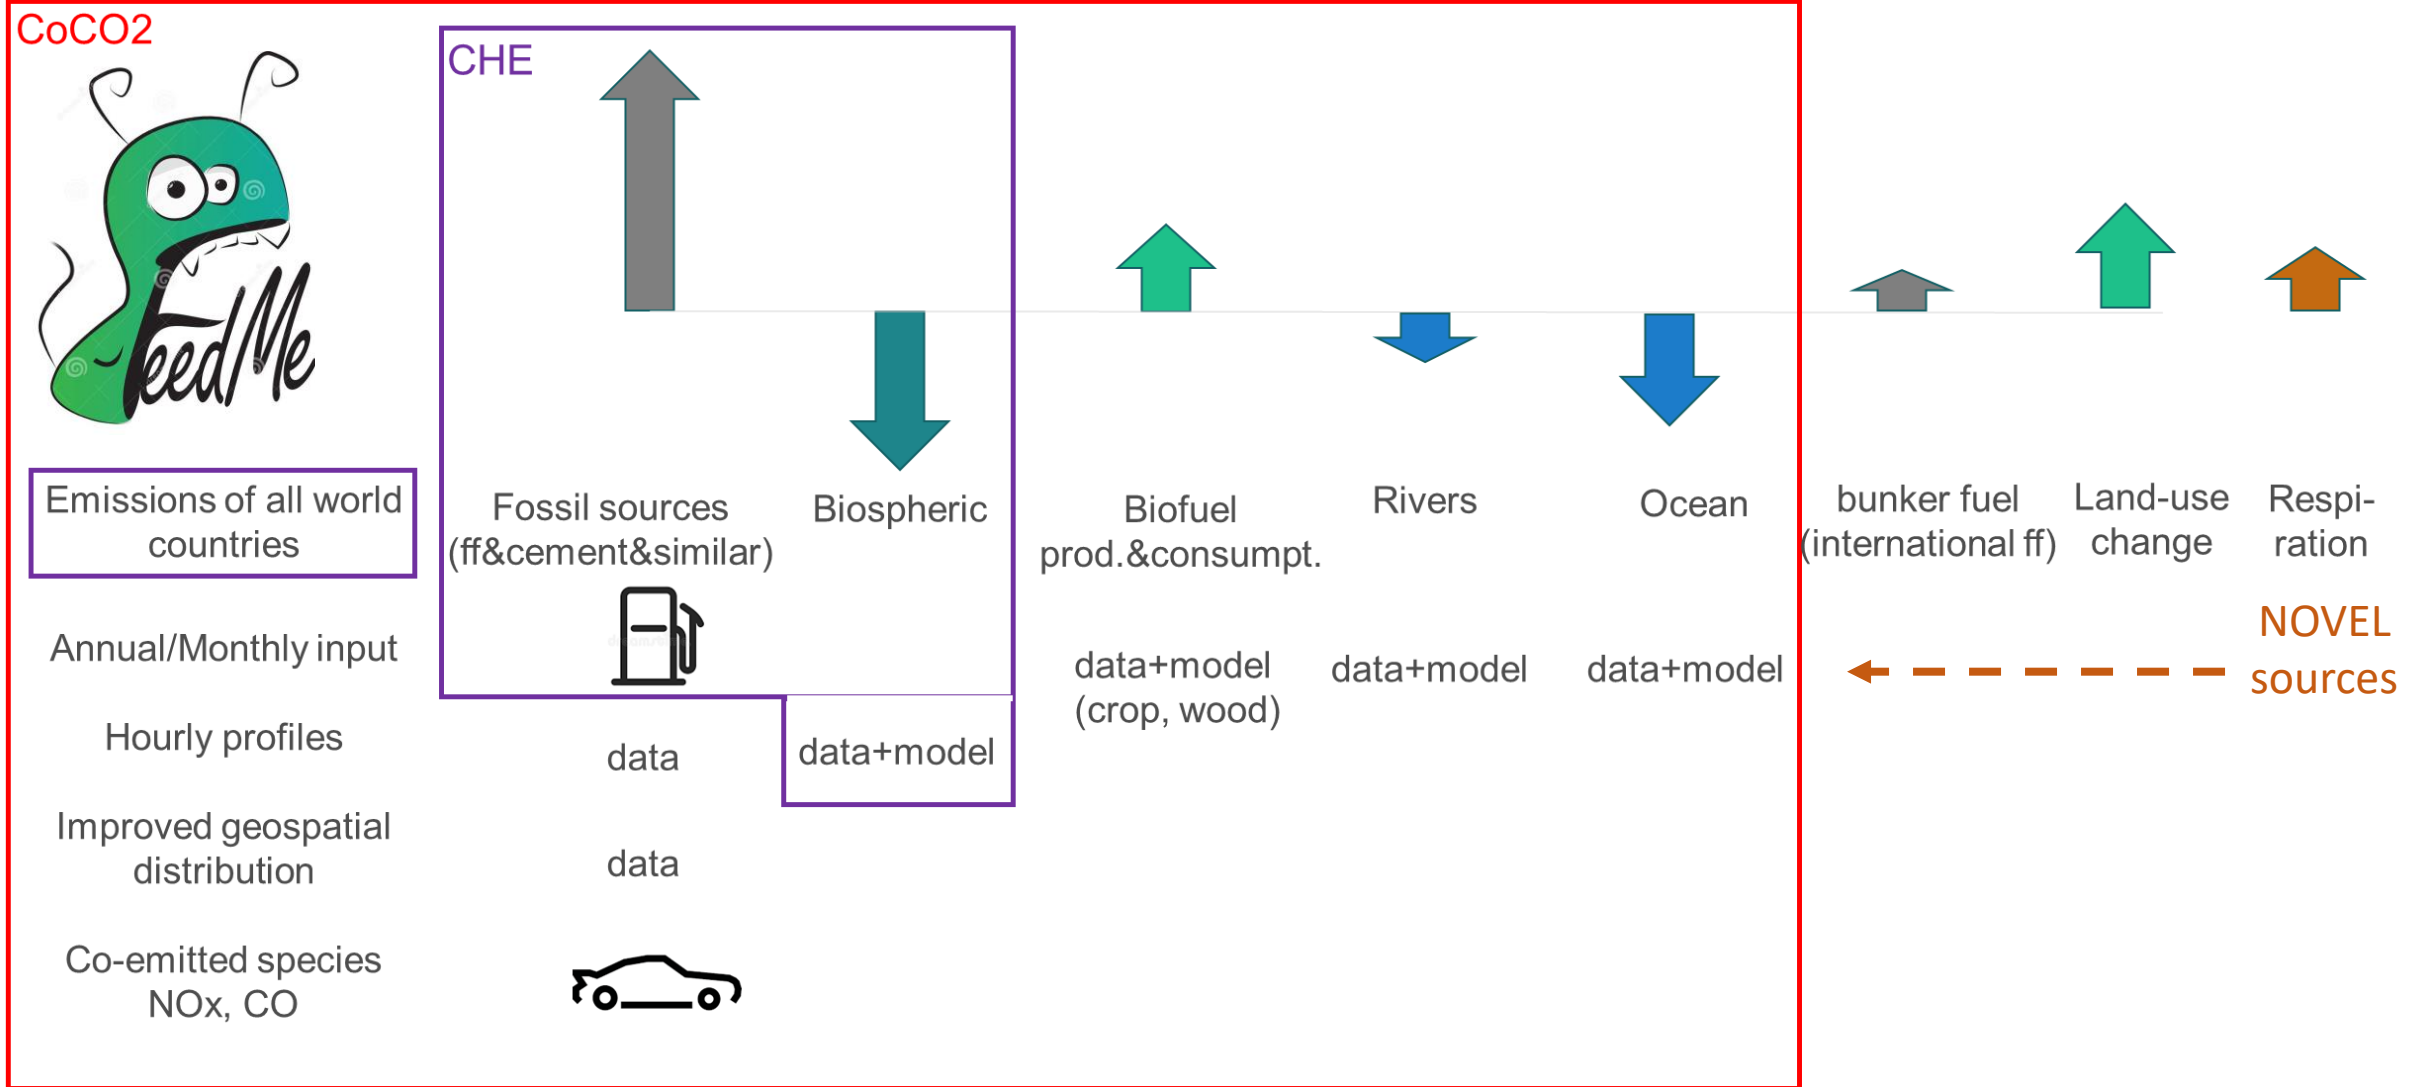 CoCO2
CHE
FeedMe
Emissions of all world
countries
Fossil sources
(ff&cement&similar)
Biospheric
Biofuel
prod.&consumpt.
Rivers
Ocean
bunker fuel
(international ff)
Land-use
change
Respi-
ration
NOVEL
sources
Annual/Monthly input
data+model
(crop, wood)
data+model
data+model
Hourly profiles
data
data+model
Improved geospatial
distribution
data
Co-emitted species
NOx, CO